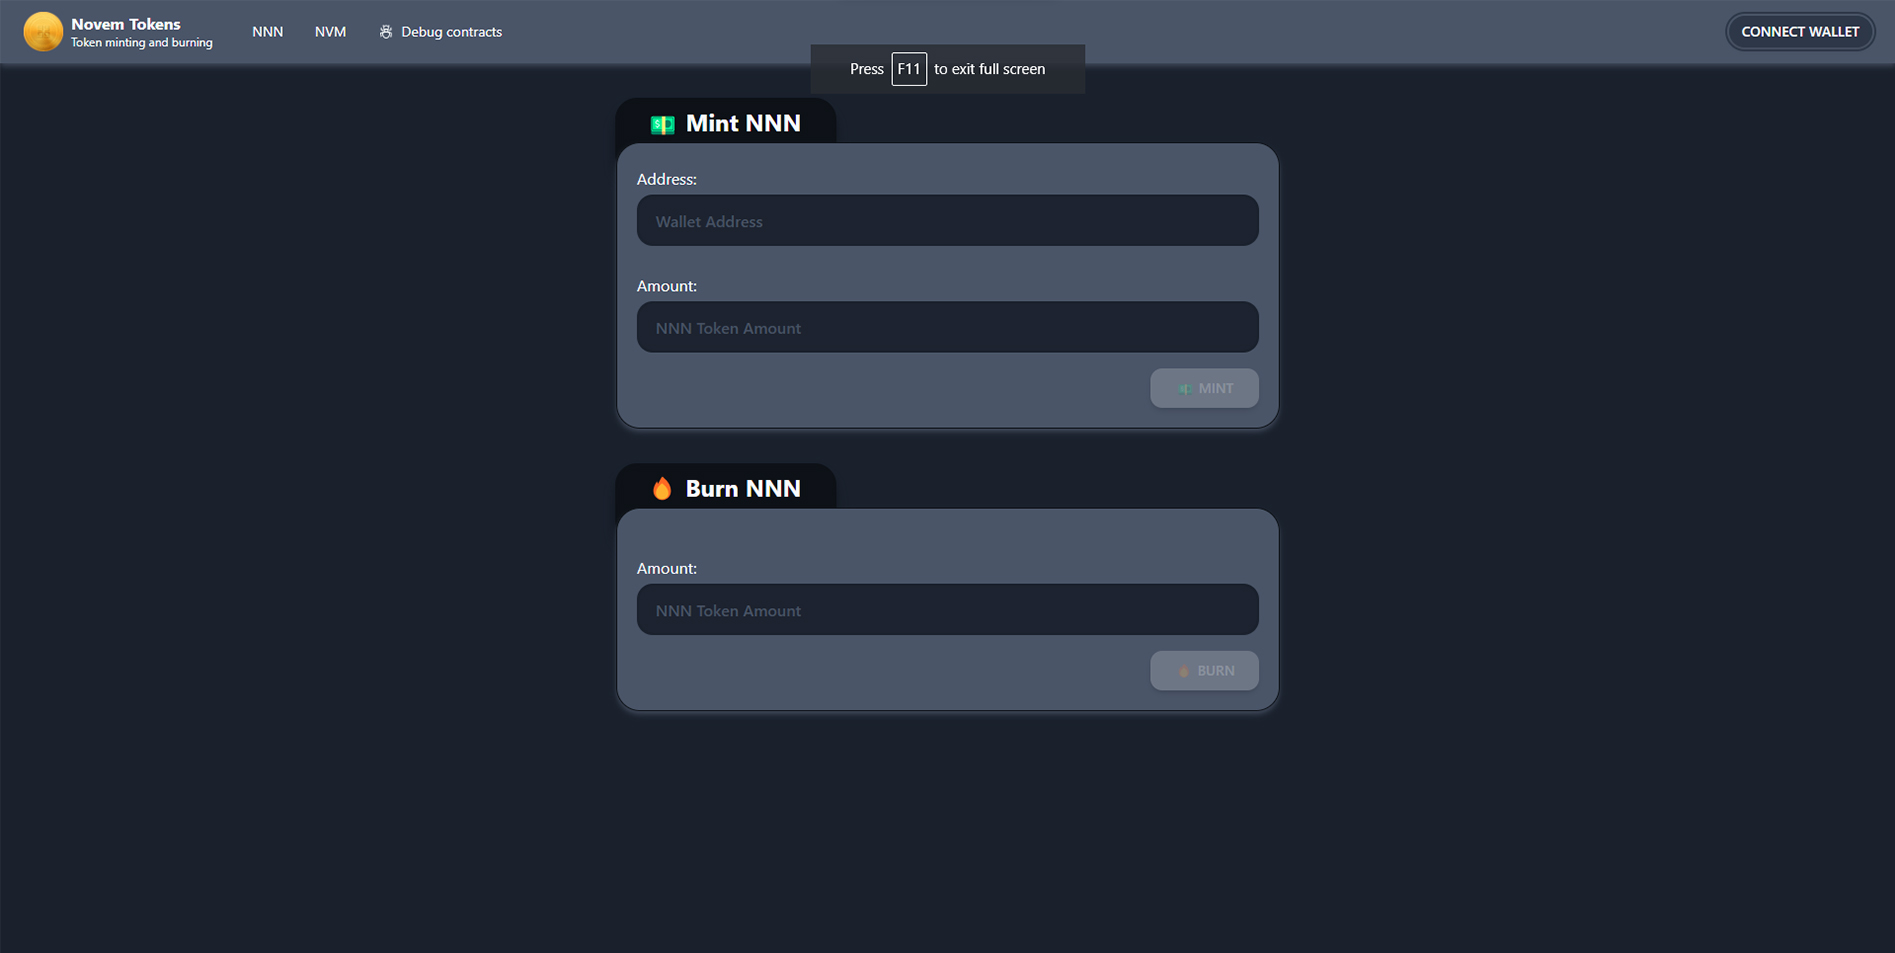 Novem Tokens
Token minting and burning
NNN
NVM
Debug contracts
CONNECT WALLET
Press F11 to exit full screen
Mint NNN
Address:
Wallet Address
Amount:
NNN Token Amount
MINT
Burn NNN
Amount:
NNN Token Amount
BURN